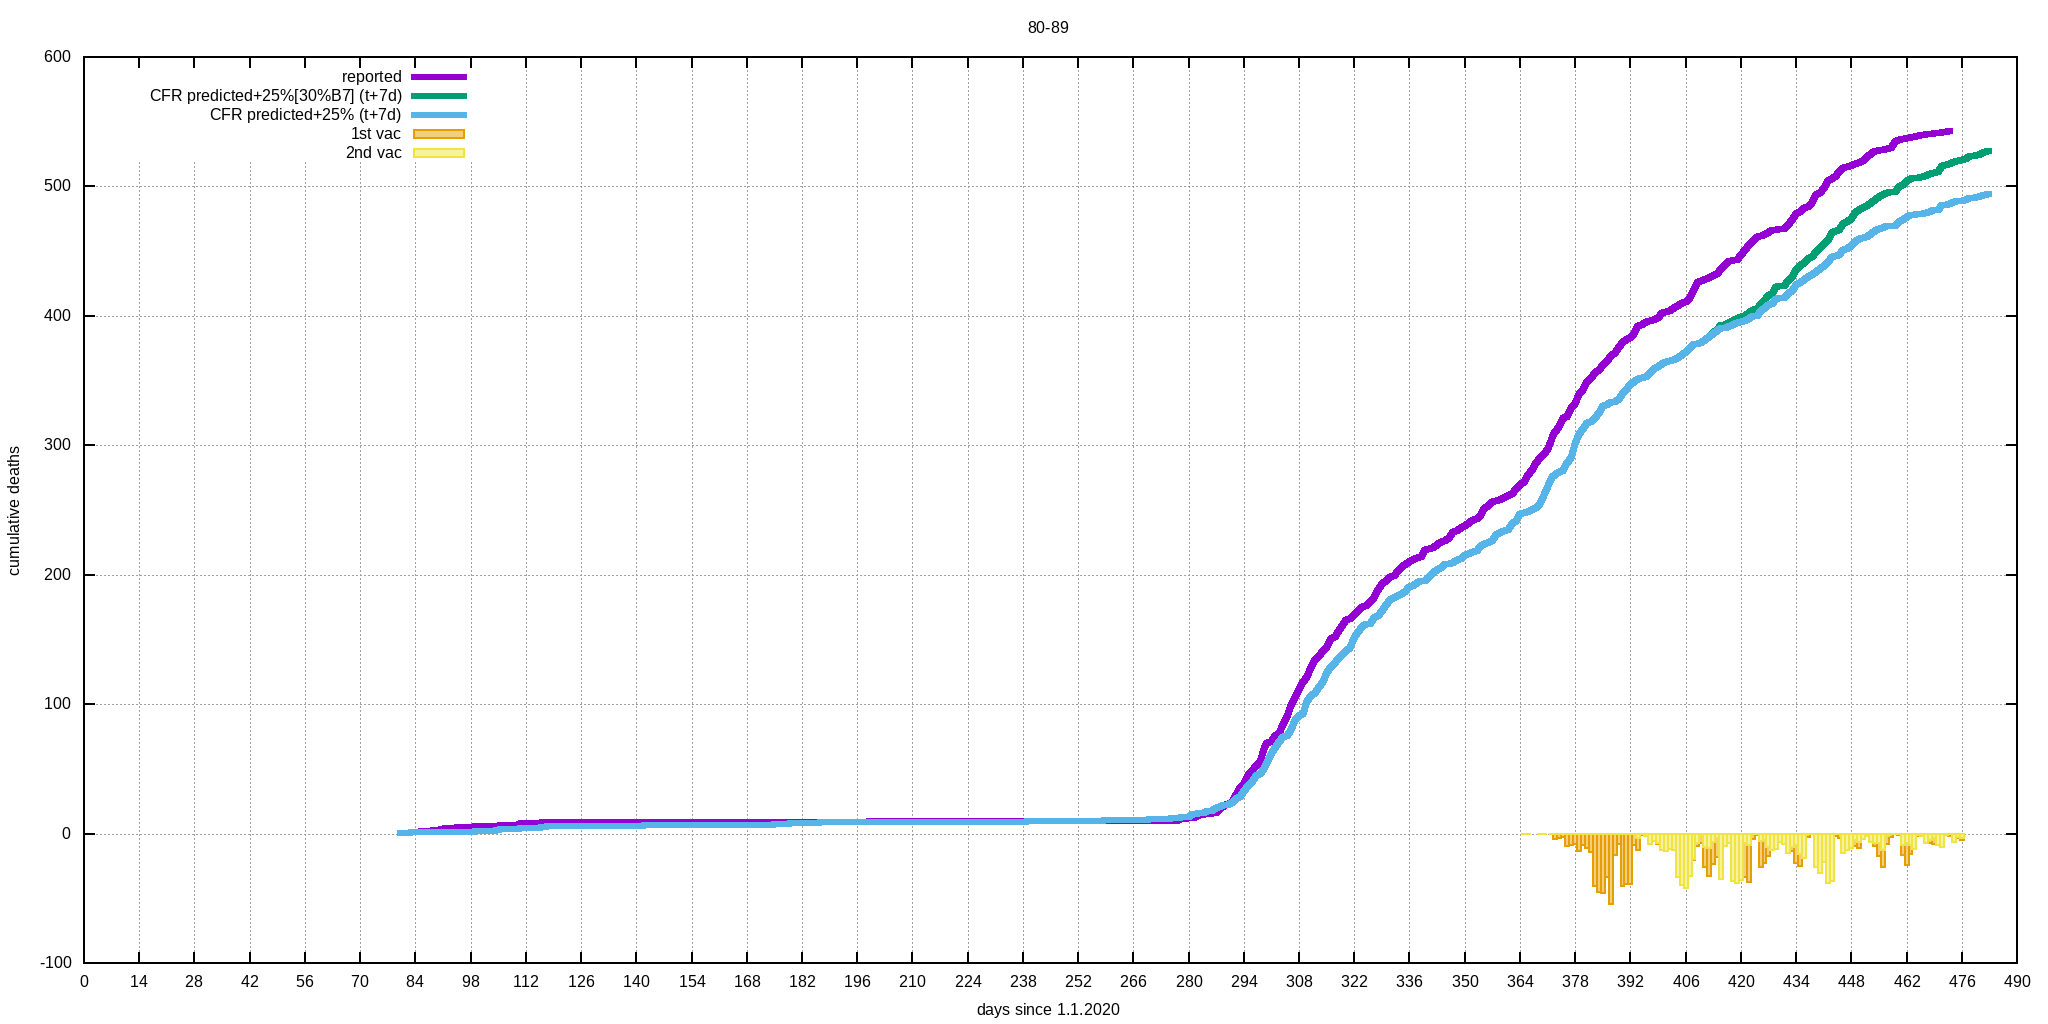 80-89
600
500
400
300
200
100
0
-100
cumulative deaths
reported
CFR predicted+25%[30%B7] (t+7d)
CFR predicted+25% (t+7d)
1st vac
2nd vac
0 14 28 42 56 70 84 98 112 126 140 154 168 182 196 210 224 238 252 266 280 294 308 322 336 350 364 378 392 406 420 434 448 462 476 490
days since 1.1.2020